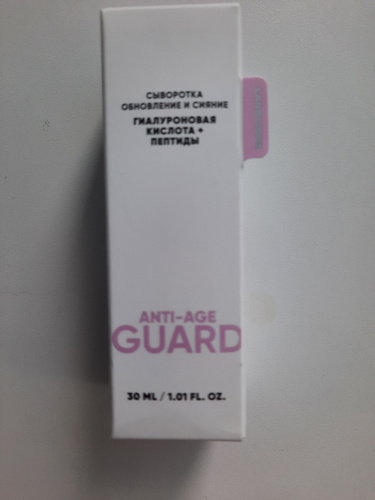 СЫВОРОТКА
ОБНОВЛЕНИЕ И СИЯНИЕ
ГИАЛУРОНОВАЯ
КИСЛОТА +
ПЕПТИДЫ
ANTI-AGE
GUARD
30 ML / 1.01 FL. OZ.